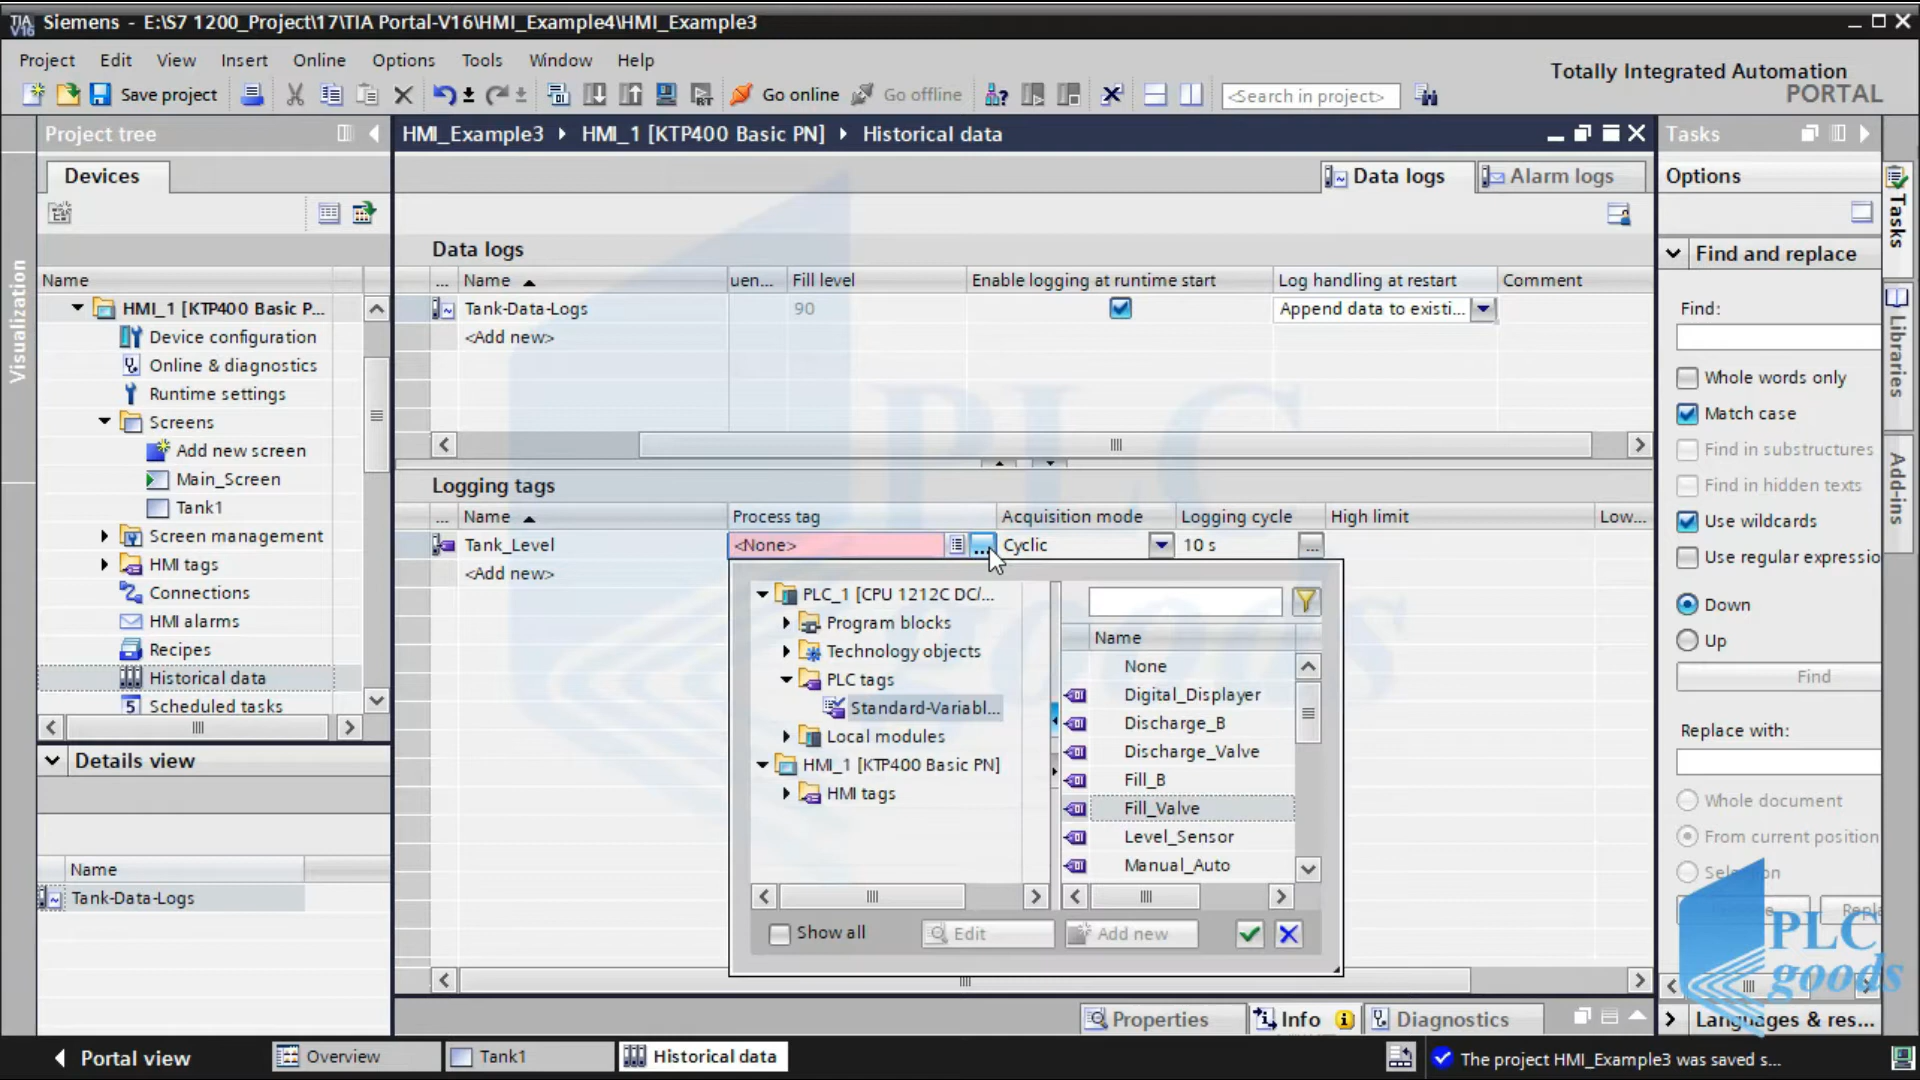 Siemens - E:\S7 1200_Project\17\TIA Portal-V16\HMI_Example4\HMI_Example3
Project Edit View Insert Online Options Tools Window Help
Totally Integrated Automation
PORTAL
Save project Go online Go offline <Search in project>
Project tree
HMI_Example3 HMI_1 [KTP400 Basic PN] Historical data
Tasks
Devices
Data logs Alarm logs
Options
Visualization
Tasks
Libraries
Add-ins
Name
HMI_1 [KTP400 Basic P...
Device configuration
Online & diagnostics
Runtime settings
Screens
Add new screen
Main_Screen
Tank1
Screen management
HMI tags
Connections
HMI alarms
Recipes
Historical data
Scheduled tasks
Details view
Name
Tank-Data-Logs
Data logs
... Name uen... Fill level Enable logging at runtime start Log handling at restart Comment
Tank-Data-Logs 90 Append data to existi...
<Add new>
Logging tags
... Name Process tag Acquisition mode Logging cycle High limit Low...
Tank_Level <None> ... Cyclic 10 s ...
<Add new>
PLC_1 [CPU 1212C DC/...
Program blocks
Technology objects
PLC tags
Standard-Variabl...
Local modules
HMI_1 [KTP400 Basic PN]
HMI tags
Name
None
Digital_Displayer
Discharge_B
Discharge_Valve
Fill_B
Fill_Valve
Level_Sensor
Manual_Auto
Show all Edit Add new
Find and replace
Find:
Whole words only
Match case
Find in substructures
Find in hidden texts
Use wildcards
Use regular expressio
Down
Up
Find
Replace with:
Whole document
From current position
PLC
goods
Languages & res...
PLC
goods
Properties Info Diagnostics
Portal view Overview Tank1 Historical data
The project HMI_Example3 was saved s...